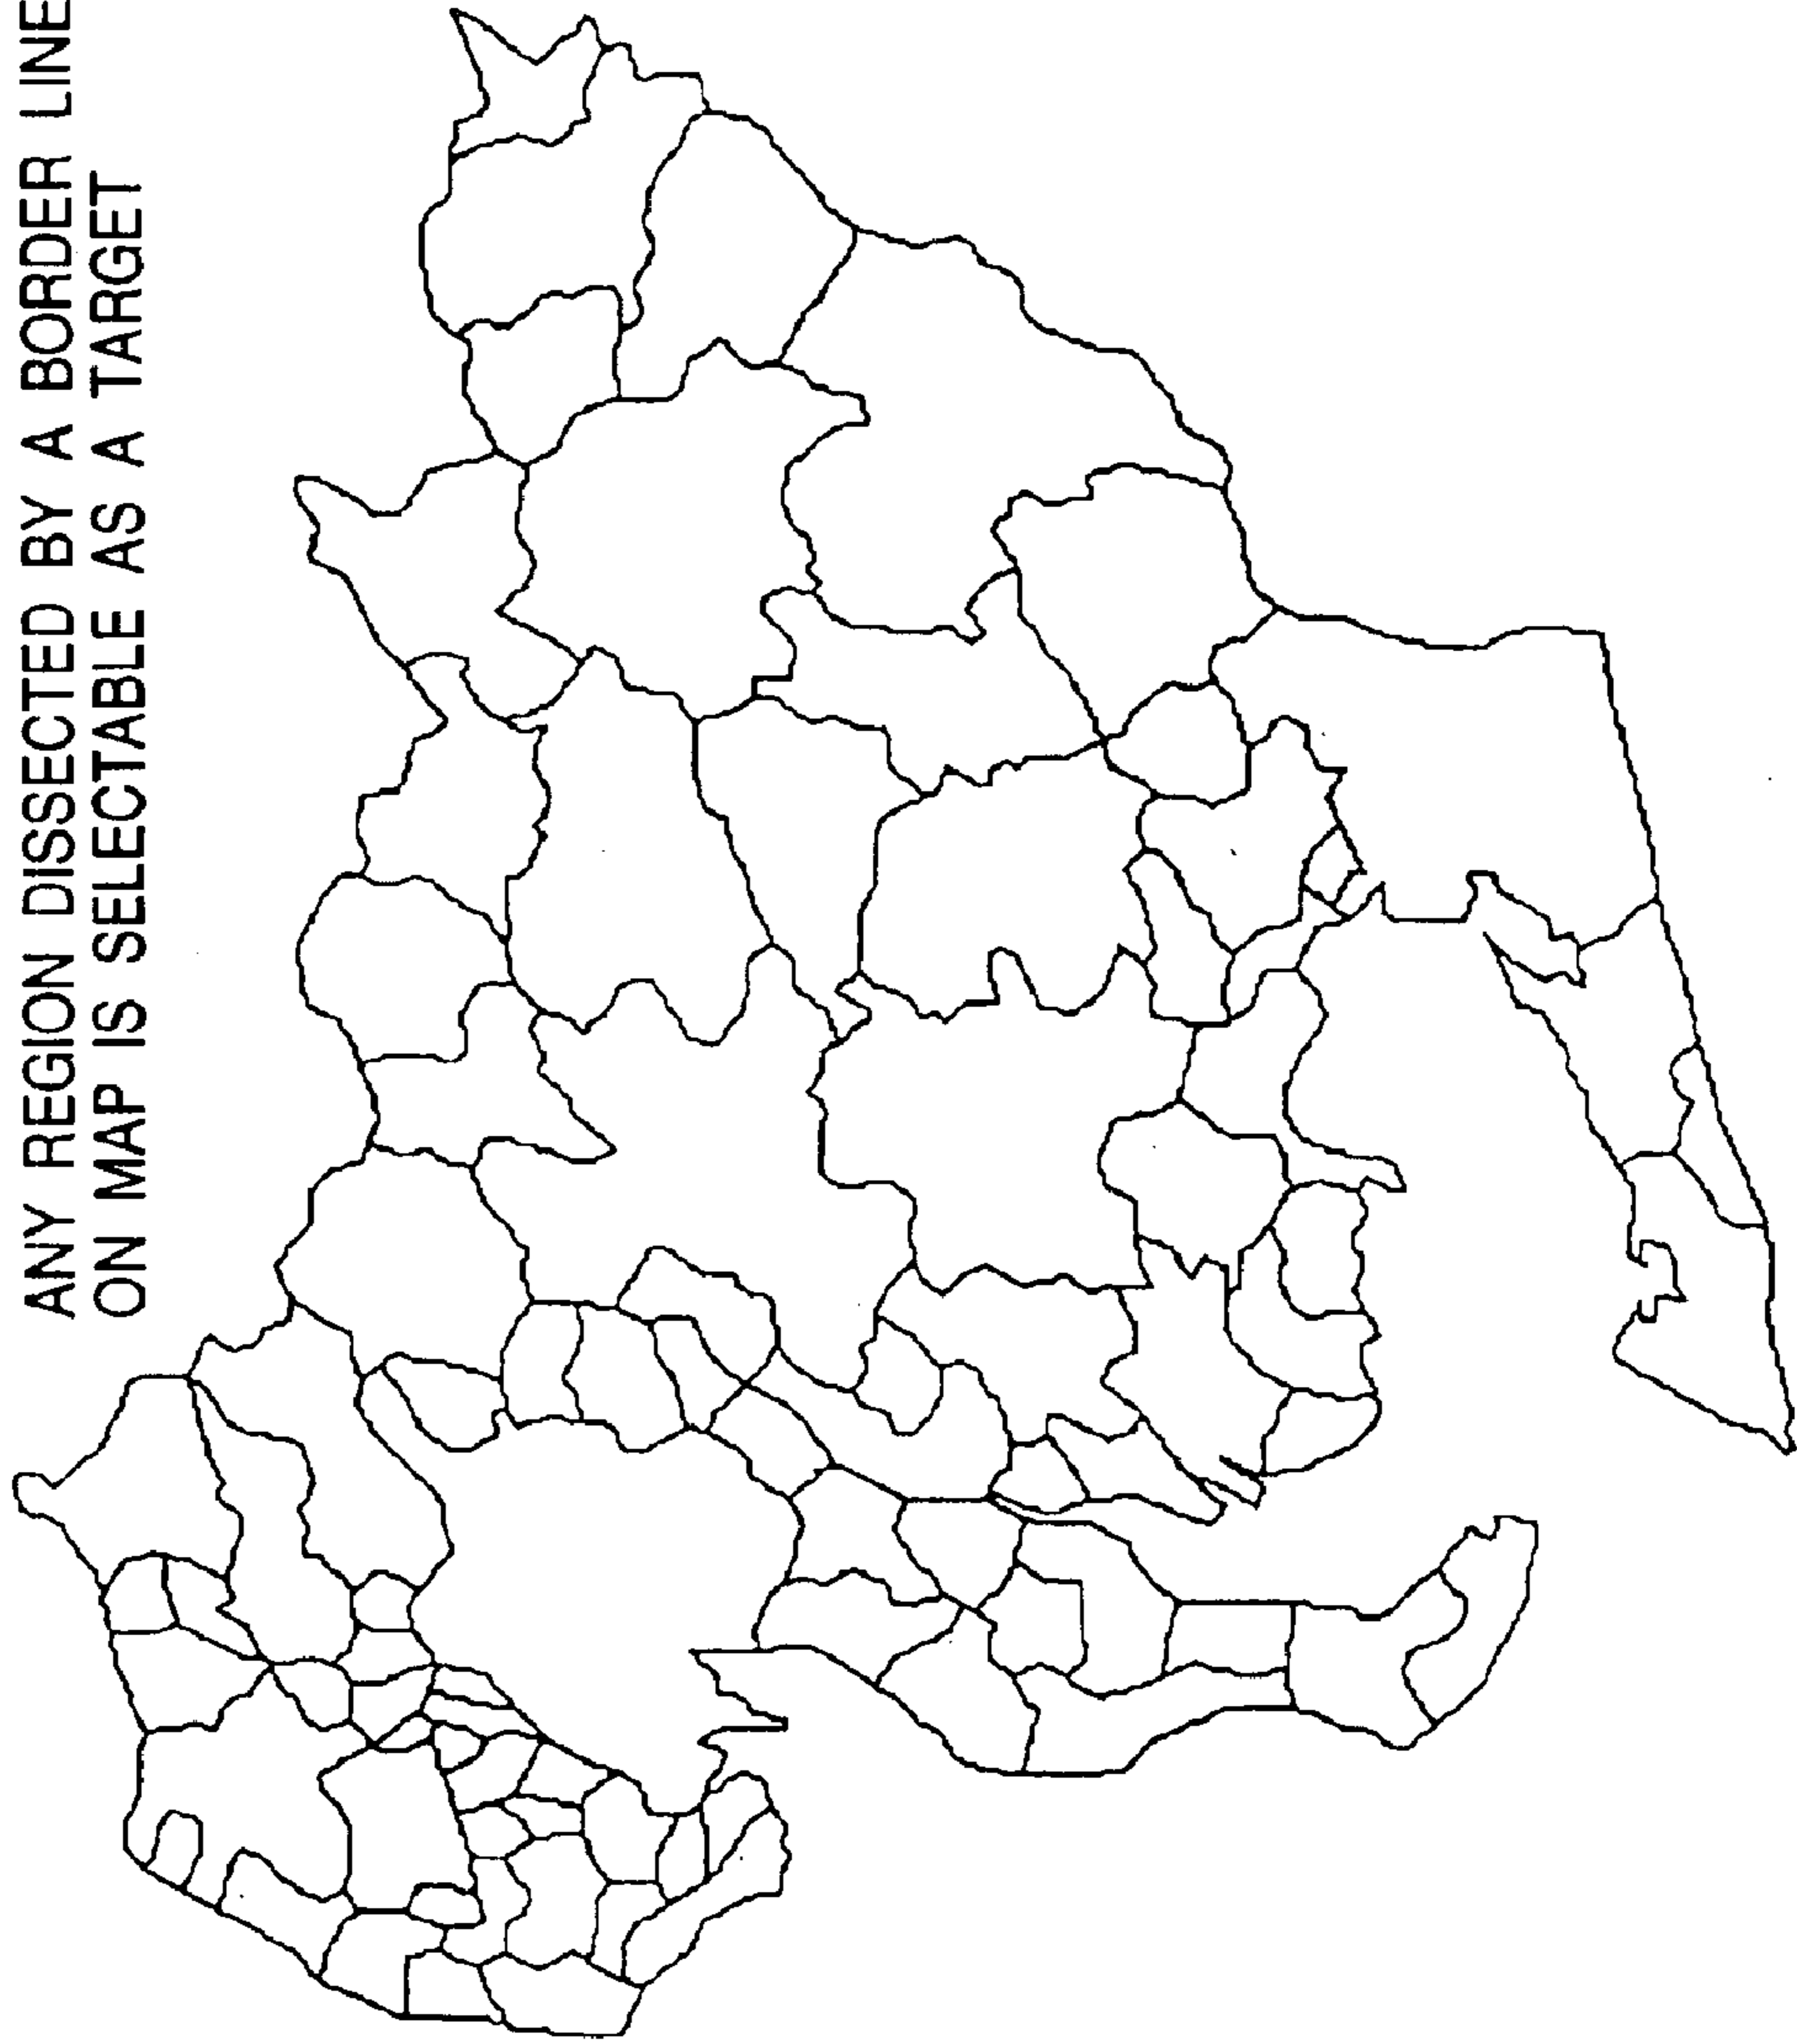 ANY REGION DISSECTED BY A BORDER LINE
ON MAP IS SELECTABLE AS A TARGET